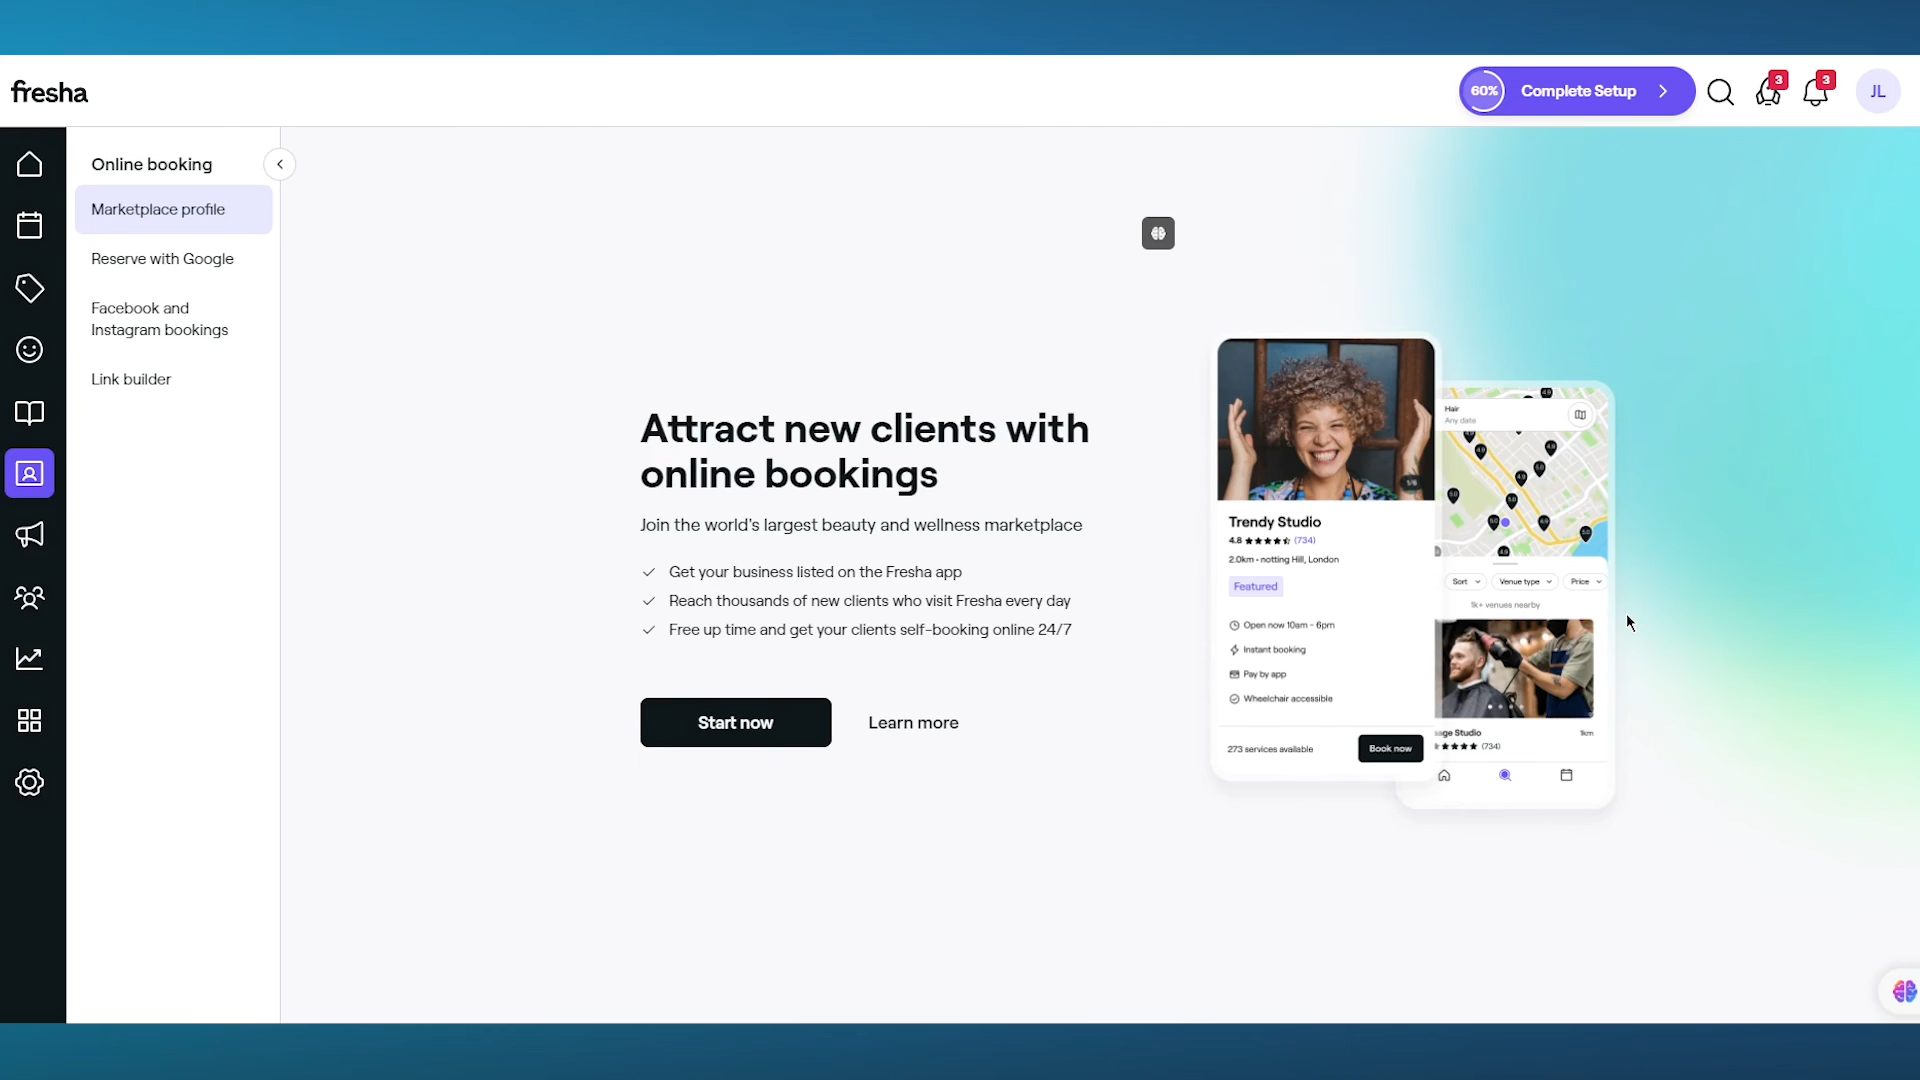 fresha
60%
Complete Setup
3
3
JL
Online booking
Marketplace profile
Reserve with Google
Facebook and
Instagram bookings
Link builder
Attract new clients with
online bookings
Join the world's largest beauty and wellness marketplace
Get your business listed on the Fresha app
Reach thousands of new clients who visit Fresha every day
Free up time and get your clients self-booking online 24/7
Start now
Learn more
1/6
Trendy Studio
4.8 (734)
2.0km • notting Hill, London
Featured
Open now 10am - 6pm
Instant booking
Pay by app
Wheelchair accessible
273 services available
Book now
Hair
Any date
Sort
Venue type
Price
1k+ venues nearby
age Studio
1km
(734)